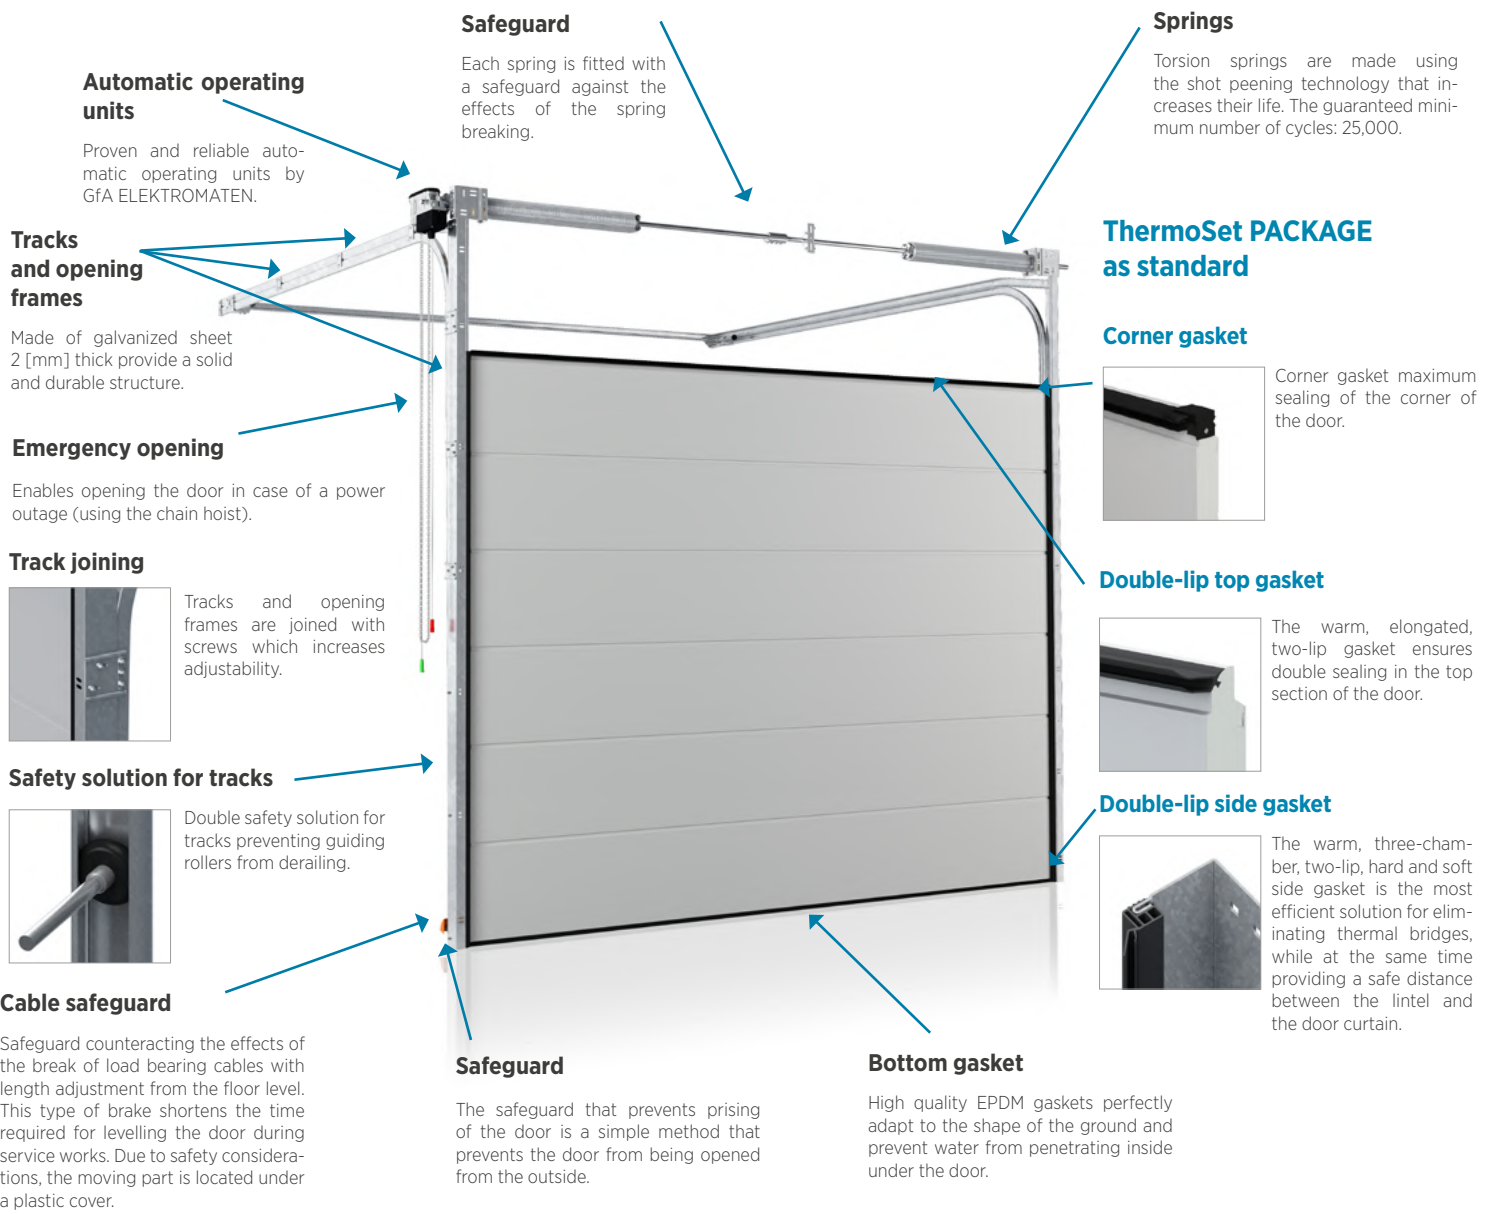 Safeguard
Each spring is fitted with
a safeguard against the
effects of the spring
breaking.
Springs
Torsion springs are made using
the shot peening technology that in-
creases their life. The guaranteed mini-
mum number of cycles: 25,000.
Automatic operating
units
Proven and reliable auto-
matic operating units by
GfA ELEKTROMATEN.
Tracks
and opening
frames
Made of galvanized sheet
2 [mm] thick provide a solid
and durable structure.
Emergency opening
Enables opening the door in case of a power
outage (using the chain hoist).
Track joining
Tracks and opening
frames are joined with
screws which increases
adjustability.
Safety solution for tracks
Double safety solution for
tracks preventing guiding
rollers from derailing.
Cable safeguard
Safeguard counteracting the effects of
the break of load bearing cables with
length adjustment from the floor level.
This type of brake shortens the time
required for levelling the door during
service works. Due to safety considera-
tions, the moving part is located under
a plastic cover.
Safeguard
The safeguard that prevents prising
of the door is a simple method that
prevents the door from being opened
from the outside.
Bottom gasket
High quality EPDM gaskets perfectly
adapt to the shape of the ground and
prevent water from penetrating inside
under the door.
ThermoSet PACKAGE
as standard
Corner gasket
Corner gasket maximum
sealing of the corner of
the door.
Double-lip top gasket
The warm, elongated,
two-lip gasket ensures
double sealing in the top
section of the door.
Double-lip side gasket
The warm, three-cham-
ber, two-lip, hard and soft
side gasket is the most
efficient solution for elim-
inating thermal bridges,
while at the same time
providing a safe distance
between the lintel and
the door curtain.